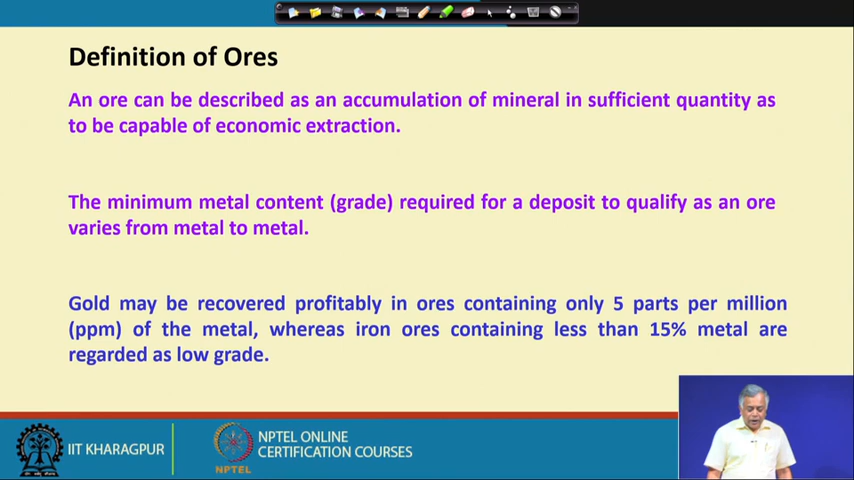 Definition of Ores
An ore can be described as an accumulation of mineral in sufficient quantity as
to be capable of economic extraction.
The minimum metal content (grade) required for a deposit to qualify as an ore
varies from metal to metal.
Gold may be recovered profitably in ores containing only 5 parts per million
(ppm) of the metal, whereas iron ores containing less than 15% metal are
regarded as low grade.
IIT KHARAGPUR
NPTEL
NPTEL ONLINE
CERTIFICATION COURSES